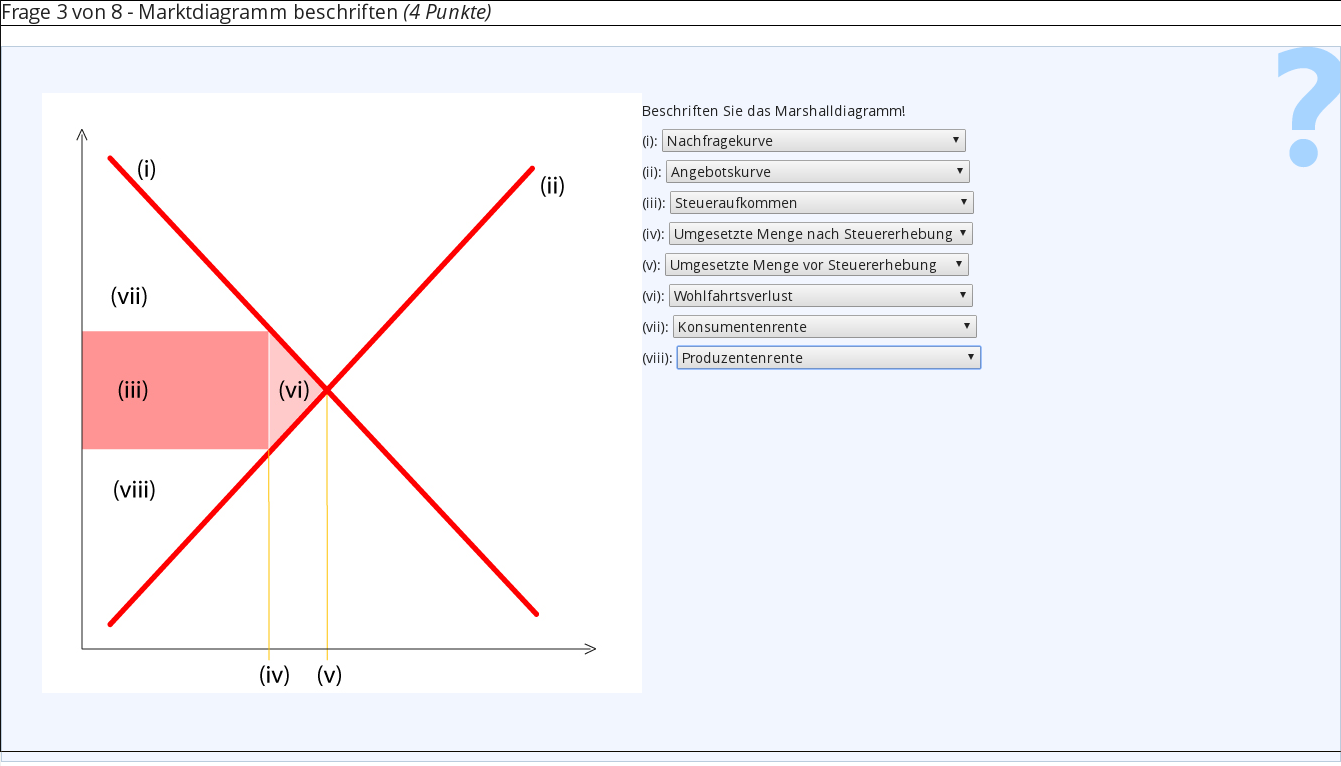 Frage 3 von 8 - Marktdiagramm beschriften (4 Punkte)
?
Beschriften Sie das Marshalldiagramm!
(i): Nachfragekurve
(ii): Angebotskurve
(iii): Steueraufkommen
(iv): Umgesetzte Menge nach Steuererhebung
(v): Umgesetzte Menge vor Steuererhebung
(vi): Wohlfahrtsverlust
(vii): Konsumentenrente
(viii): Produzentenrente
(i)
(ii)
(vii)
(iii)
(vi)
(viii)
(iv) (v)